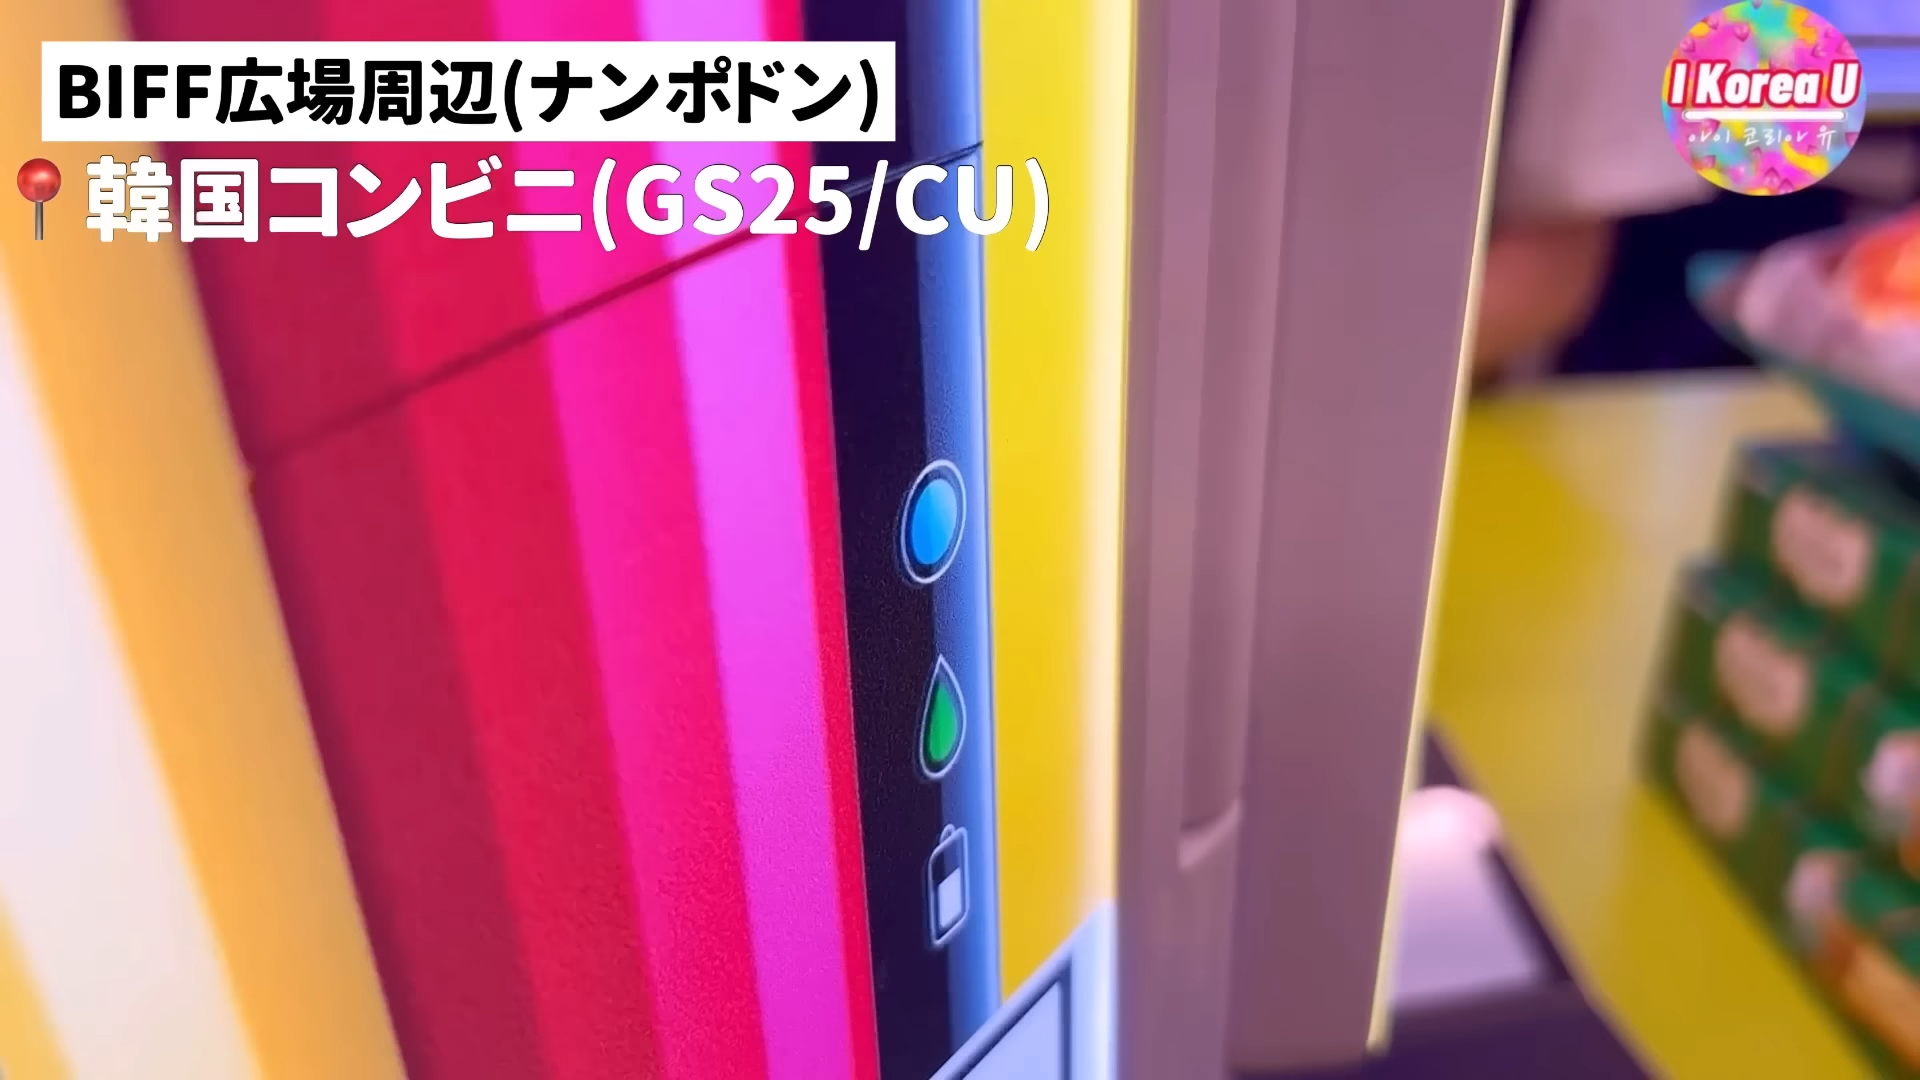 BIFF広場周辺(ナンポドン)
韓国コンビニ(GS25/CU)
I Korea U
아이 코리아 유